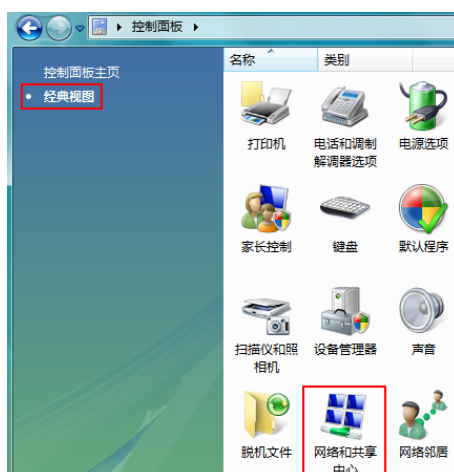 控制面板
名称 类别
控制面板主页
经典视图
打印机 电话和调制 电源选项
解调器选项
家长控制 键盘 默认程序
扫描仪和照 设备管理器 声音
相机
脱机文件 网络和共享 网络邻居
中心